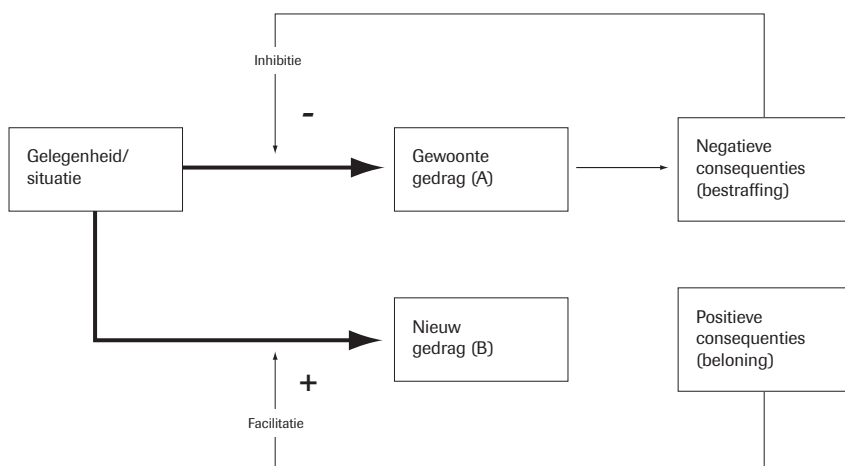 Inhibitie
-
Gelegenheid/
situatie
Gewoonte
gedrag (A)
Negatieve
consequenties
(bestraffing)
Nieuw
gedrag (B)
Positieve
consequenties
(beloning)
+
Facilitatie